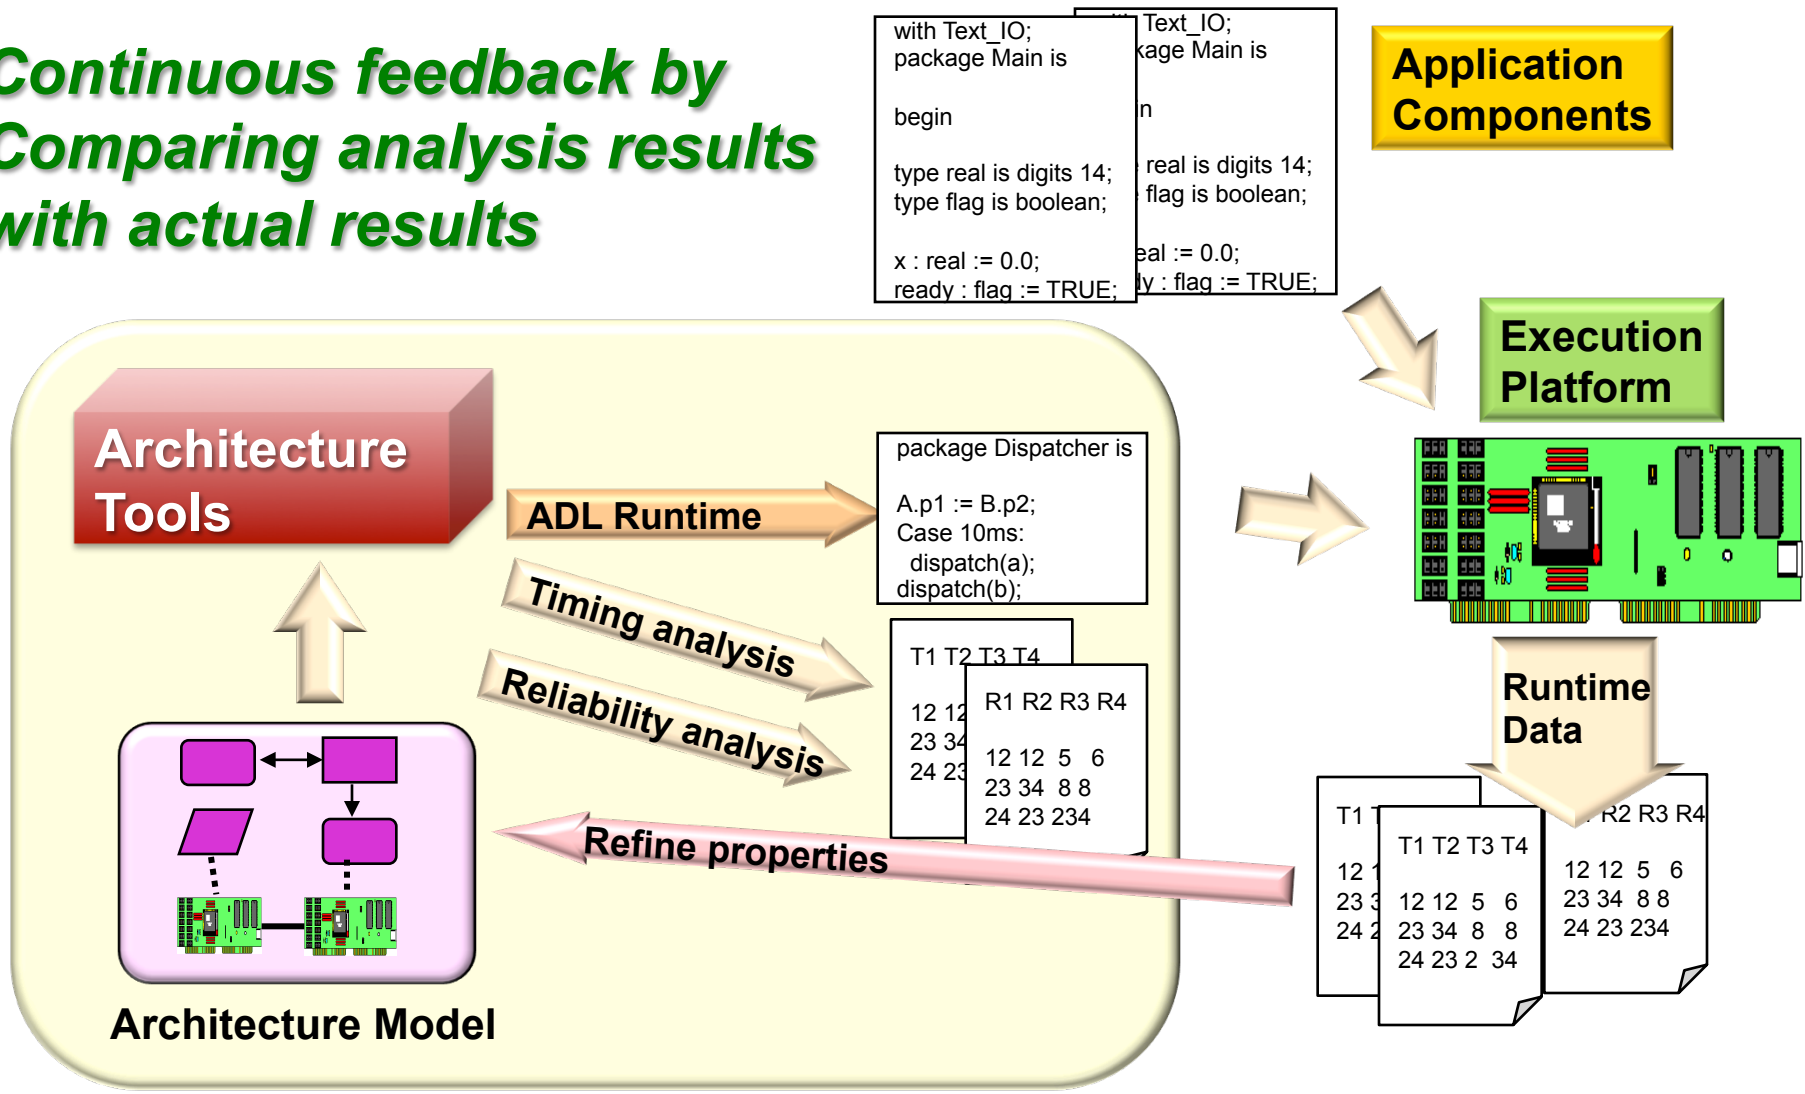 Continuous feedback by
Comparing analysis results
with actual results
with Text_IO;
package Main is
begin
type real is digits 14;
type flag is boolean;
x : real := 0.0;
ready : flag := TRUE;
Text_IO;
Main is
real is digits 14;
flag is boolean;
:= 0.0;
: flag := TRUE;
Application
Components
Execution
Platform
Architecture
Tools
ADL Runtime
package Dispatcher is
A.p1 := B.p2;
Case 10ms:
dispatch(a);
dispatch(b);
Timing analysis
Reliability analysis
T1 T2 T3 T4
12 12
23 34
24 23
R1 R2 R3 R4
12 12 5 6
23 34 8 8
24 23 234
Runtime
Data
Refine properties
T1
12
23
24
T1 T2 T3 T4
12 12 5 6
23 34 8 8
24 23 2 34
R2 R3 R4
12 12 5 6
23 34 8 8
24 23 234
Architecture Model